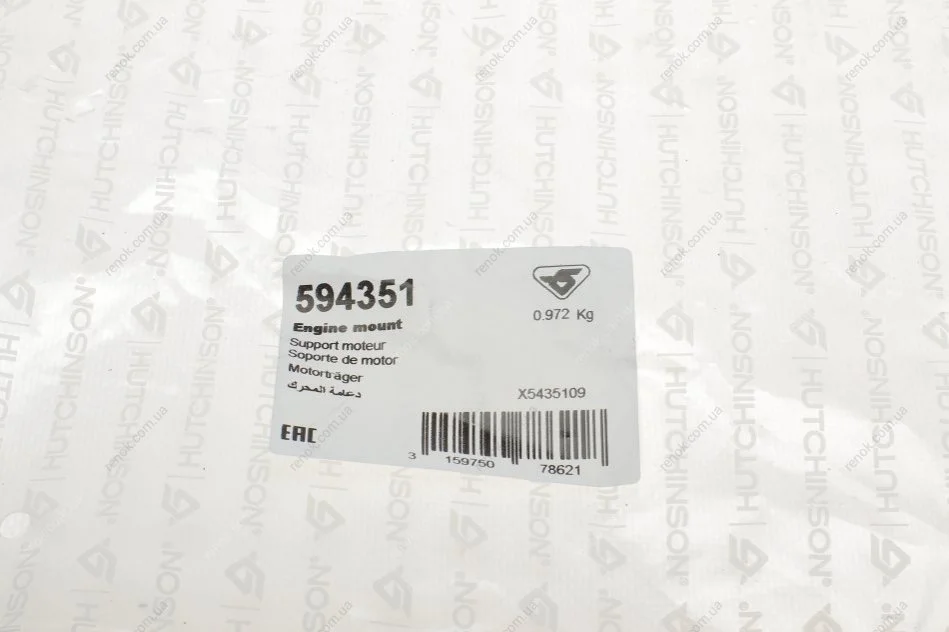 594351
0.972 Kg
Engine mount
Support moteur
Soporte de motor
Motorträger
دعامة المحرك
X5435109
EAC
3 159750 78621
HUTCHINSON
renok.com.ua